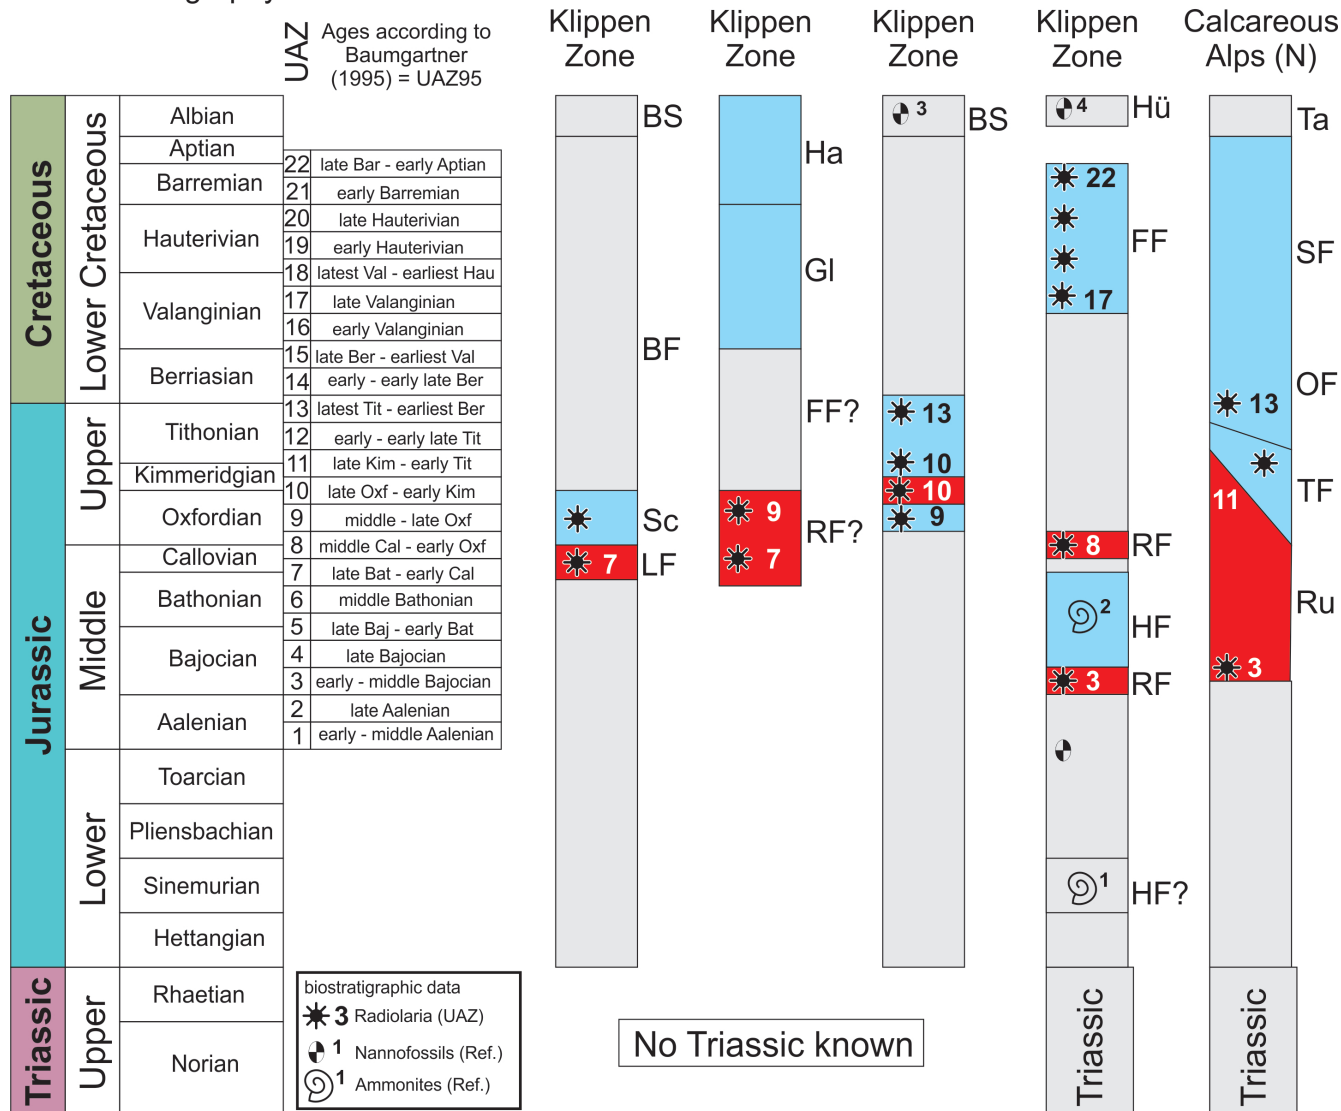 UAZ
Ages according to
Baumgartner
(1995) = UAZ95
Klippen
Zone
Klippen
Zone
Klippen
Zone
Klippen
Zone
Calcareous
Alps (N)
Cretaceous
Jurassic
Triassic
Lower Cretaceous
Upper
Middle
Lower
Upper
Albian
Aptian
Barremian
Hauterivian
Valanginian
Berriasian
Tithonian
Kimmeridgian
Oxfordian
Callovian
Bathonian
Bajocian
Aalenian
Toarcian
Pliensbachian
Sinemurian
Hettangian
Rhaetian
Norian
22 late Bar - early Aptian
21 early Barremian
20 late Hauterivian
19 early Hauterivian
18 latest Val - earliest Hau
17 late Valanginian
16 early Valanginian
15 late Ber - earliest Val
14 early - early late Ber
13 latest Tit - earliest Ber
12 early - early late Tit
11 late Kim - early Tit
10 late Oxf - early Kim
9 middle - late Oxf
8 middle Cal - early Oxf
7 late Bat - early Cal
6 middle Bathonian
5 late Baj - early Bat
4 late Bajocian
3 early - middle Bajocian
2 late Aalenian
1 early - middle Aalenian
BS
BF
Sc
7 LF
Ha
Gl
FF?
9
RF?
7
3 BS
13
10
10
9
4 Hü
22
FF
17
8 RF
2
HF
3 RF
1
HF?
Triassic
Ta
SF
OF
13
TF
11
Ru
3
Triassic
biostratigraphic data
3 Radiolaria (UAZ)
1 Nannofossils (Ref.)
1 Ammonites (Ref.)
No Triassic known